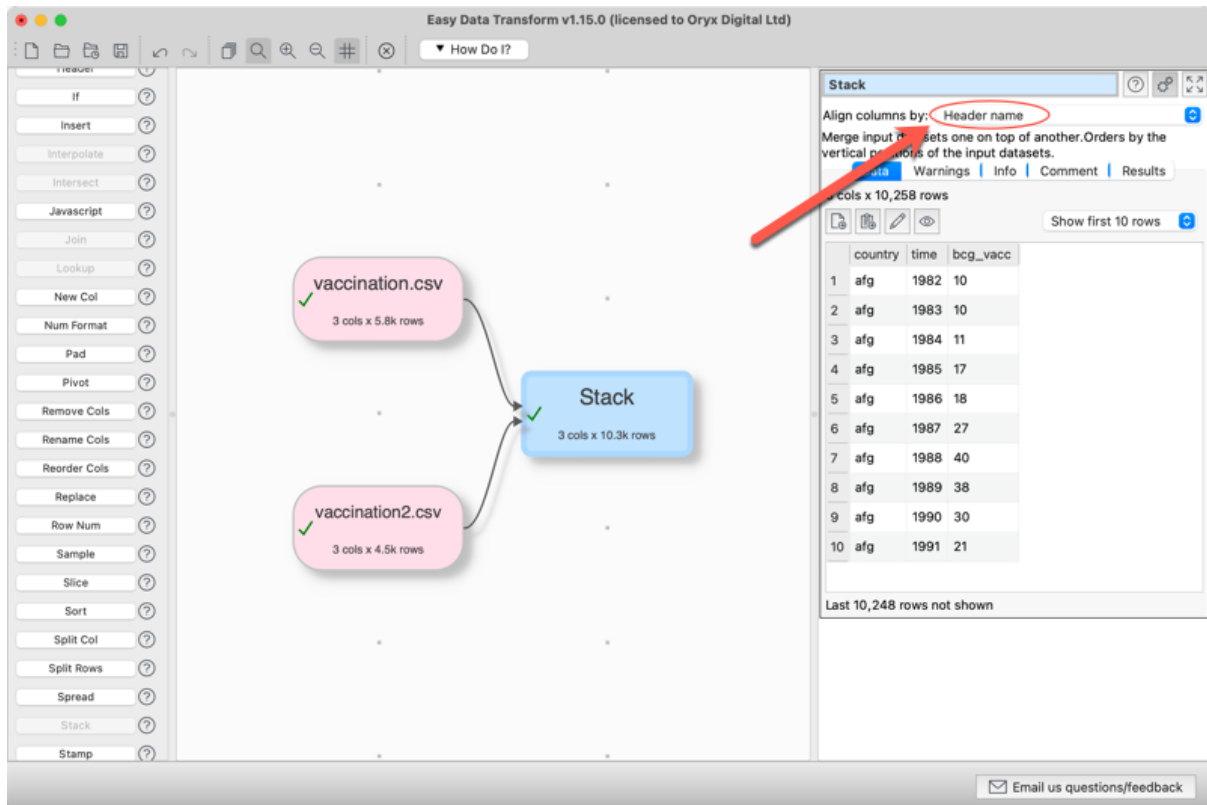 Easy Data Transform v1.15.0 (licensed to Oryx Digital Ltd)
▼ How Do I?
Header
If
Insert
Interpolate
Intersect
Javascript
Join
Lookup
New Col
Num Format
Pad
Pivot
Remove Cols
Rename Cols
Reorder Cols
Replace
Row Num
Sample
Slice
Sort
Split Col
Split Rows
Spread
Stack
Stamp
vaccination.csv
3 cols x 5.8k rows
Stack
3 cols x 10.3k rows
vaccination2.csv
3 cols x 4.5k rows
Stack
Align columns by: Header name
Merge input datasets one on top of another.Orders by the
vertical positions of the input datasets.
Data Warnings Info Comment Results
3 cols x 10,258 rows
Show first 10 rows
country time bcg_vacc
1 afg 1982 10
2 afg 1983 10
3 afg 1984 11
4 afg 1985 17
5 afg 1986 18
6 afg 1987 27
7 afg 1988 40
8 afg 1989 38
9 afg 1990 30
10 afg 1991 21
Last 10,248 rows not shown
Email us questions/feedback